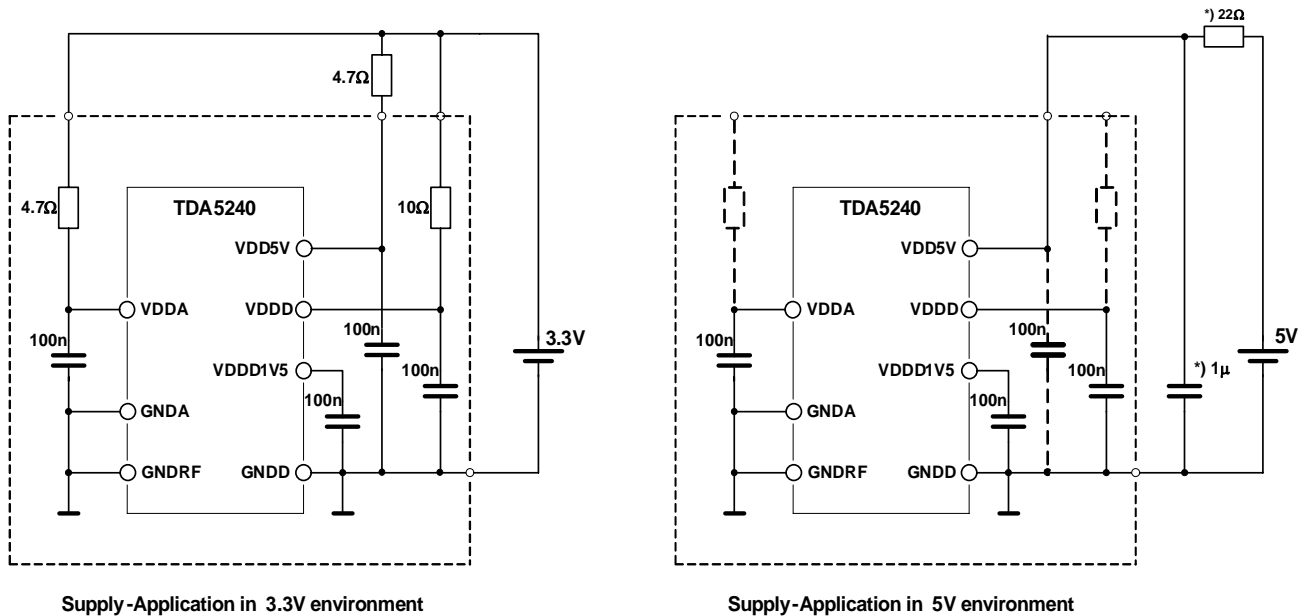 4.7Ω
4.7Ω
10Ω
TDA5240
VDD5V
VDDA
VDDD
100n
100n
3.3V
VDDD1V5
100n
100n
GNDA
GNDRF
GNDD
Supply-Application in 3.3V environment
*) 22Ω
TDA5240
VDD5V
VDDA
VDDD
100n
100n
5V
VDDD1V5
100n
*) 1µ
100n
GNDA
GNDRF
GNDD
Supply-Application in 5V environment